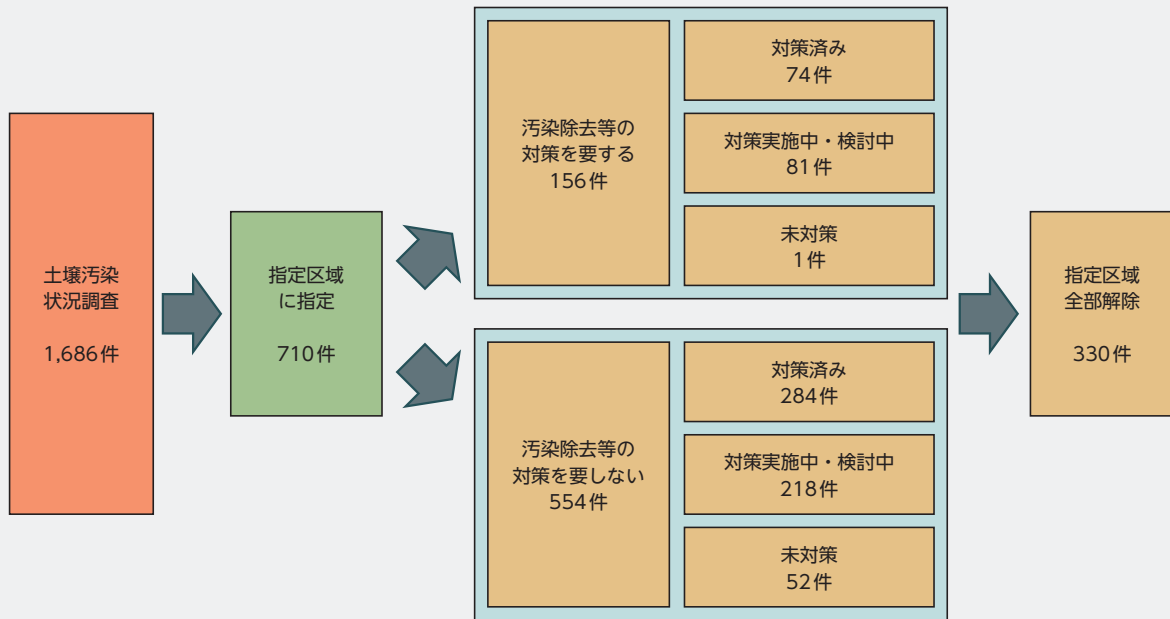 土壌汚染
状況調査
1,686件
指定区域
に指定
710件
汚染除去等の
対策を要する
156件
対策済み
74件
対策実施中・検討中
81件
未対策
1件
汚染除去等の
対策を要しない
554件
対策済み
284件
対策実施中・検討中
218件
未対策
52件
指定区域
全部解除
330件